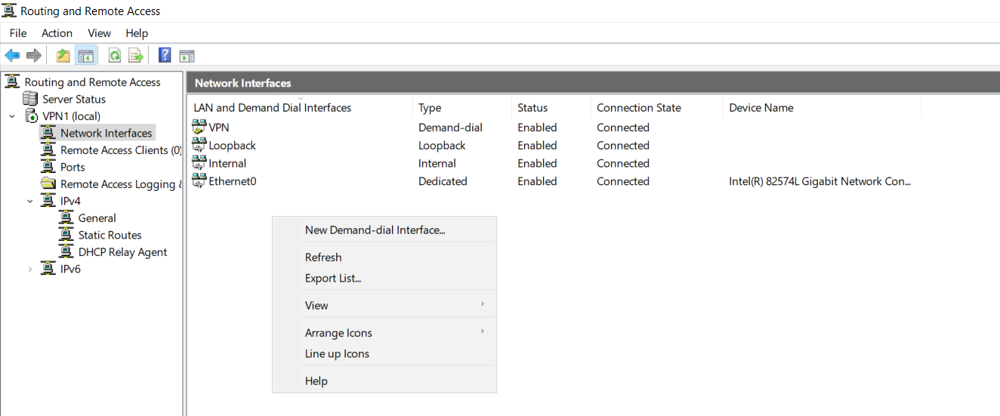 Routing and Remote Access
File Action View Help
Routing and Remote Access
Server Status
VPN1 (local)
Network Interfaces
Remote Access Clients (0)
Ports
Remote Access Logging &
IPv4
General
Static Routes
DHCP Relay Agent
IPv6
Network Interfaces
LAN and Demand Dial Interfaces Type Status Connection State Device Name
VPN Demand-dial Enabled Connected
Loopback Loopback Enabled Connected
Internal Internal Enabled Connected
Ethernet0 Dedicated Enabled Connected Intel(R) 82574L Gigabit Network Con...
New Demand-dial Interface...
Refresh
Export List...
View
Arrange Icons
Line up Icons
Help